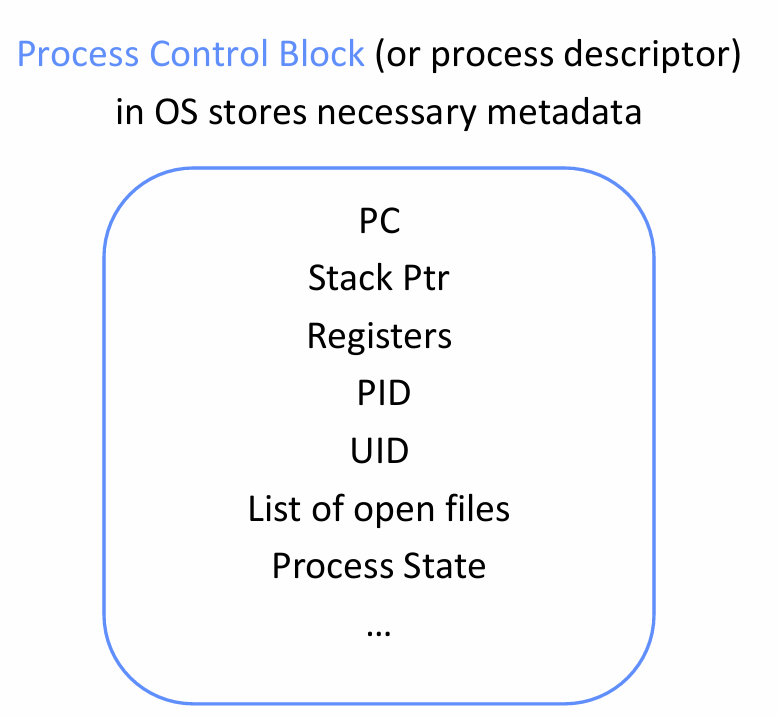 Process Control Block (or process descriptor)
in OS stores necessary metadata
PC
Stack Ptr
Registers
PID
UID
List of open files
Process State
...